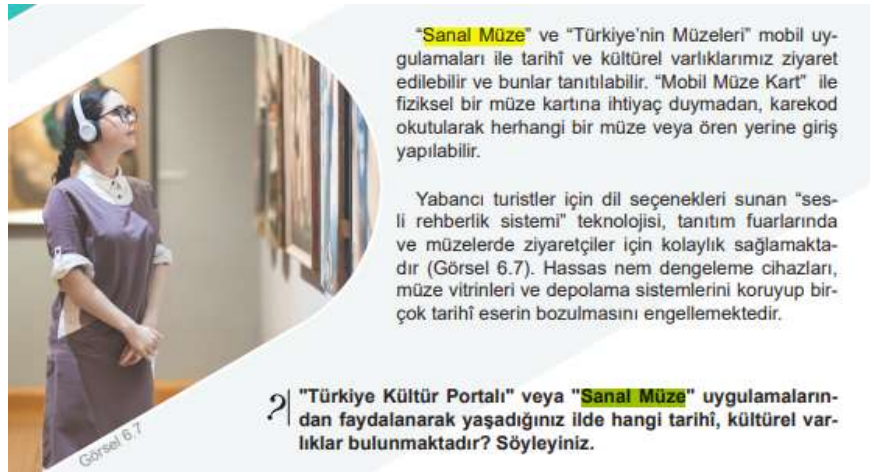 “Sanal Müze” ve “Türkiye’nin Müzeleri” mobil uy-
gulamaları ile tarihî ve kültürel varlıklarımız ziyaret
edilebilir ve bunlar tanıtılabilir. “Mobil Müze Kart” ile
fiziksel bir müze kartına ihtiyaç duymadan, karekod
okutularak herhangi bir müze veya ören yerine giriş
yapılabilir.
Yabancı turistler için dil seçenekleri sunan “ses-
li rehberlik sistemi” teknolojisi, tanıtım fuarlarında
ve müzelerde ziyaretçiler için kolaylık sağlamakta-
dır (Görsel 6.7). Hassas nem dengeleme cihazları,
müze vitrinleri ve depolama sistemlerini koruyup bir-
çok tarihî eserin bozulmasını engellemektedir.
Görsel 6.7
? "Türkiye Kültür Portalı" veya "Sanal Müze" uygulamaların-
dan faydalanarak yaşadığınız ilde hangi tarihî, kültürel var-
lıklar bulunmaktadır? Söyleyiniz.